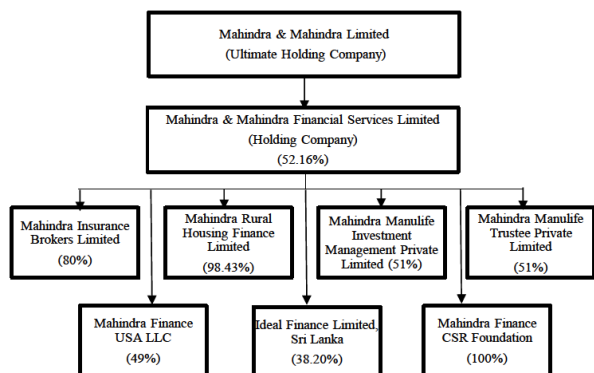 Mahindra & Mahindra Limited
(Ultimate Holding Company)
Mahindra & Mahindra Financial Services Limited
(Holding Company)
(52.16%)
Mahindra Insurance
Brokers Limited
(80%)
Mahindra Rural
Housing Finance
Limited
(98.43%)
Mahindra Manulife
Investment
Management Private
Limited (51%)
Mahindra Manulife
Trustee Private
Limited
(51%)
Mahindra Finance
USA LLC
(49%)
Ideal Finance Limited,
Sri Lanka
(38.20%)
Mahindra Finance
CSR Foundation
(100%)